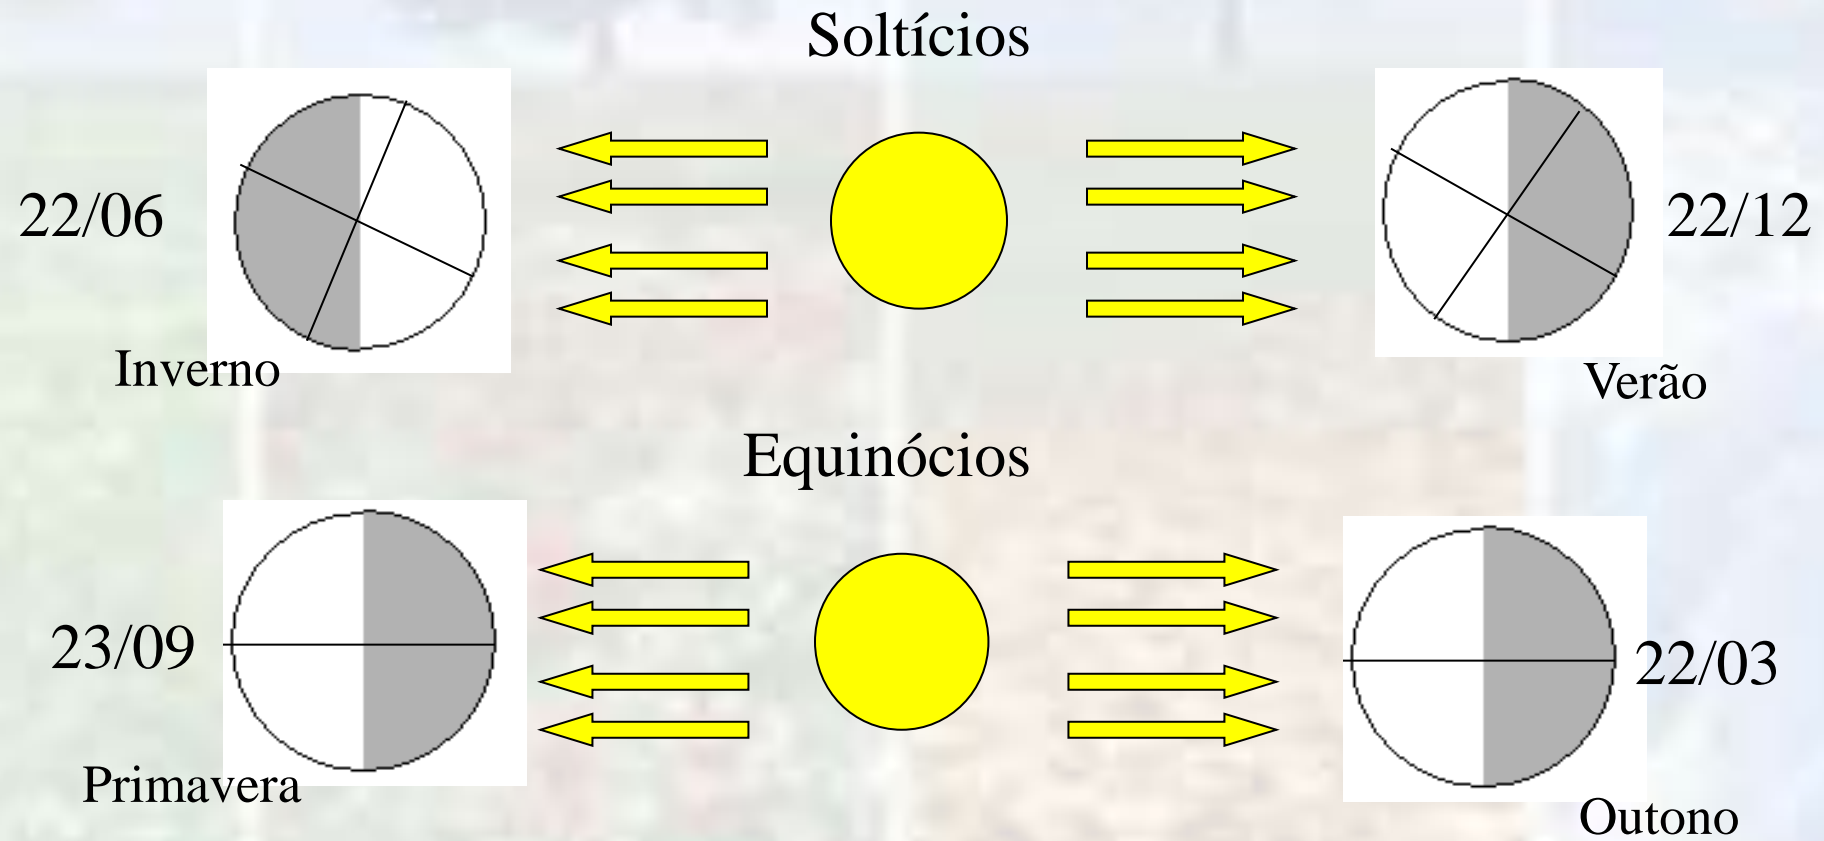 Soltícios
22/06
22/12
Inverno
Verão
Equinócios
23/09
22/03
Primavera
Outono